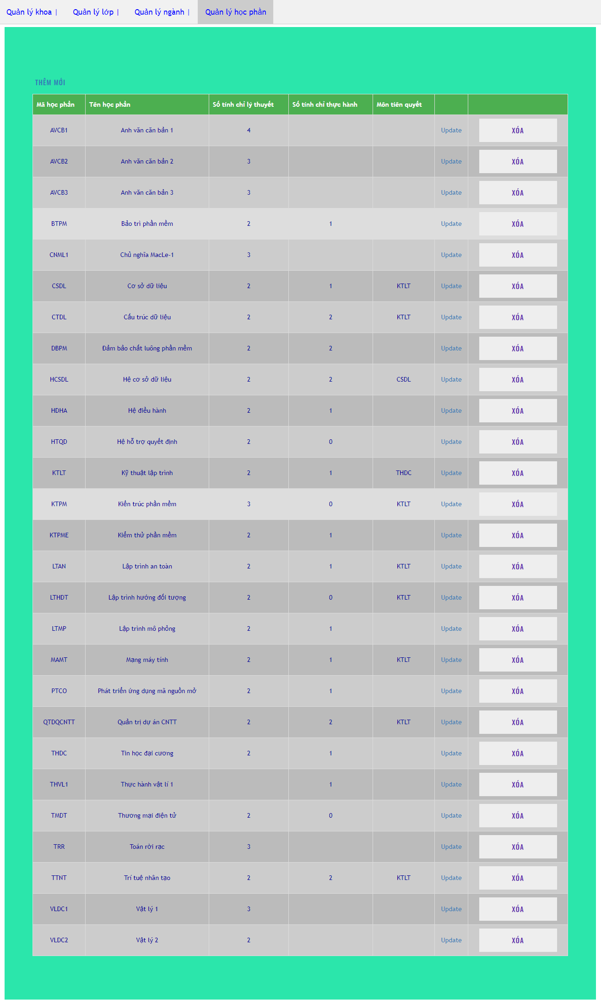 Quản lý khoa | Quản lý lớp | Quản lý ngành | Quản lý học phần
THÊM MỚI
Mã học phần Tên học phần Số tính chỉ lý thuyết Số tính chỉ thực hành Môn tiên quyết
AVCB1 Anh văn căn bản 1 4 Update XÓA
AVCB2 Anh văn căn bản 2 3 Update XÓA
AVCB3 Anh văn căn bản 3 3 Update XÓA
BTPM Bảo trì phần mềm 2 1 Update XÓA
CNML1 Chủ nghĩa MacLe-1 3 Update XÓA
CSDL Cơ sở dữ liệu 2 1 KTLT Update XÓA
CTDL Cấu trúc dữ liệu 2 2 KTLT Update XÓA
DBPM Đảm bảo chất luông phần mềm 2 2 Update XÓA
HCSDL Hệ cơ sở dữ liệu 2 2 CSDL Update XÓA
HDHA Hệ điều hành 2 1 Update XÓA
HTQD Hệ hỗ trợ quyết định 2 0 Update XÓA
KTLT Kỹ thuật lập trình 2 1 THDC Update XÓA
KTPM Kiến trúc phần mềm 3 0 KTLT Update XÓA
KTPME Kiểm thử phần mềm 2 1 Update XÓA
LTAN Lập trình an toàn 2 1 KTLT Update XÓA
LTHDT Lập trình hướng đối tượng 2 0 KTLT Update XÓA
LTMP Lập trình mô phỏng 2 1 Update XÓA
MAMT Mạng máy tính 2 1 KTLT Update XÓA
PTCO Phát triển ứng dụng mã nguồn mở 2 1 Update XÓA
QTDQCNTT Quản trị dự án CNTT 2 2 KTLT Update XÓA
THDC Tin học đại cương 2 1 Update XÓA
THVL1 Thực hành vật lí 1 1 Update XÓA
TMDT Thương mại điện tử 2 0 Update XÓA
TRR Toán rời rạc 3 Update XÓA
TTNT Trí tuệ nhân tạo 2 2 KTLT Update XÓA
VLDC1 Vật lý 1 3 Update XÓA
VLDC2 Vật lý 2 2 Update XÓA